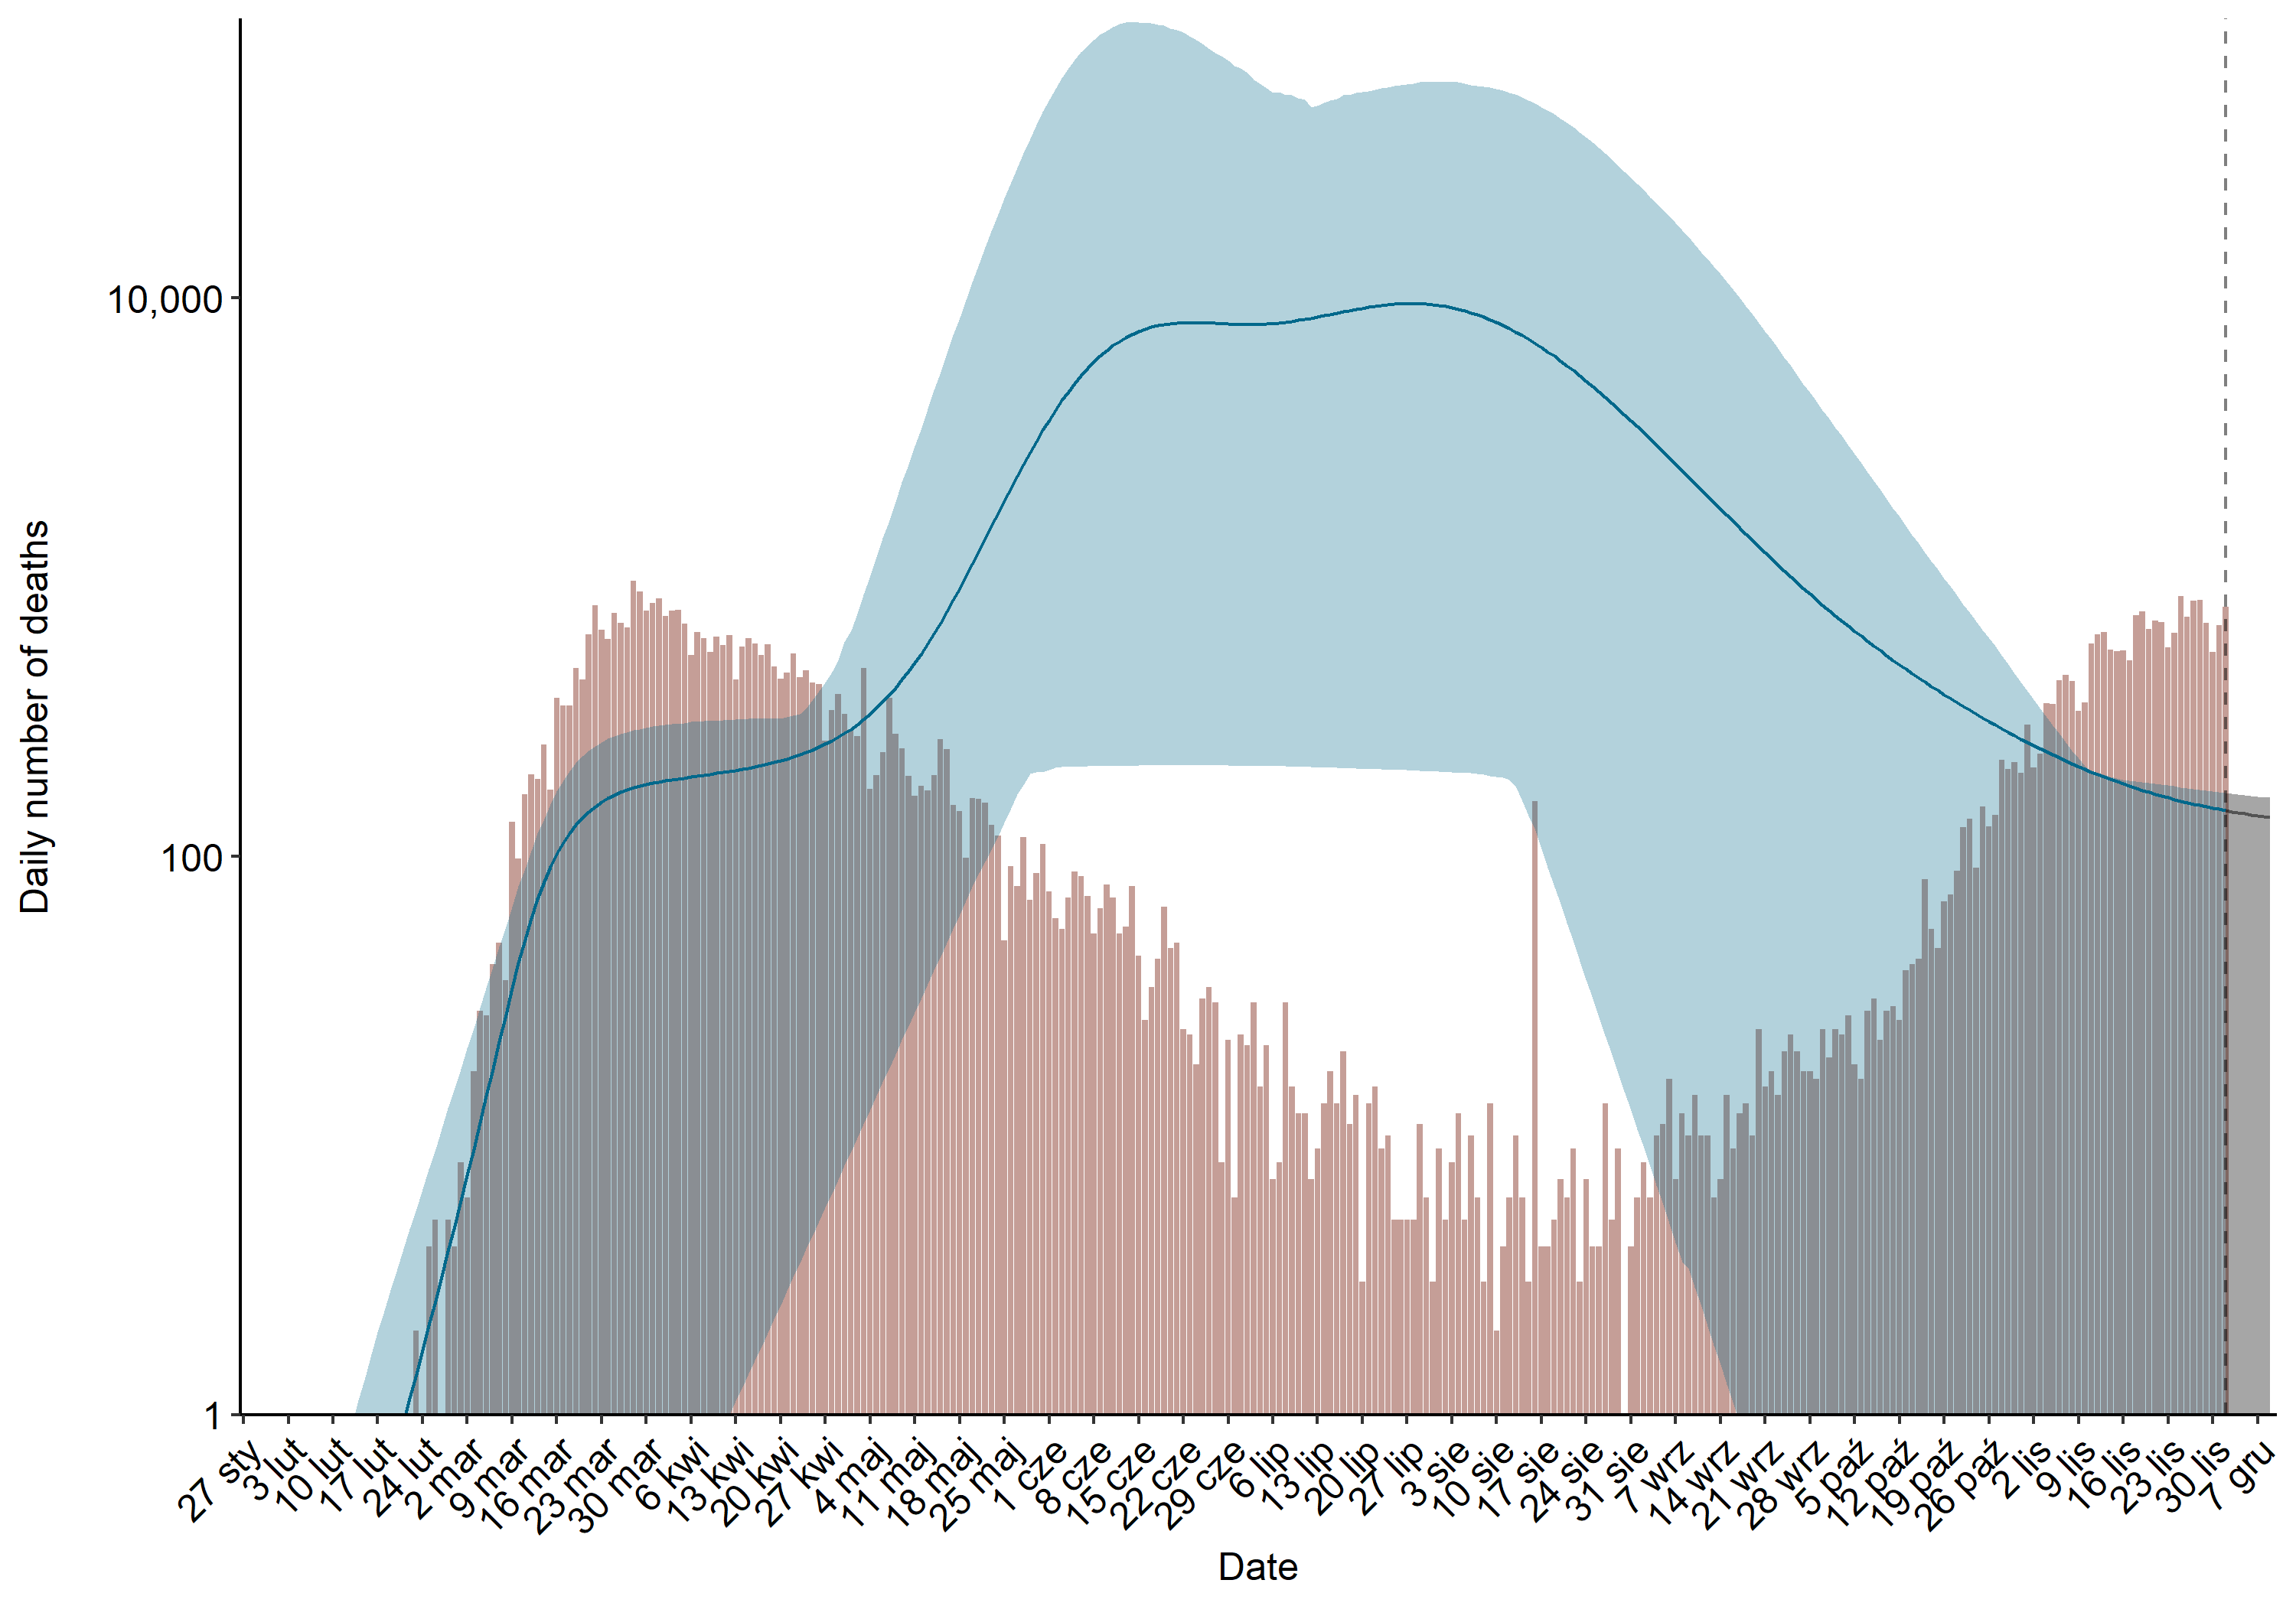 Daily number of deaths
10,000
100
1
27 sty
3 lut
10 lut
17 lut
24 lut
2 mar
9 mar
16 mar
23 mar
30 mar
6 kwi
13 kwi
20 kwi
27 kwi
4 maj
11 maj
18 maj
25 maj
1 cze
8 cze
15 cze
22 cze
29 cze
6 lip
13 lip
20 lip
27 lip
3 sie
10 sie
17 sie
24 sie
31 sie
7 wrz
14 wrz
21 wrz
28 wrz
5 paź
12 paź
19 paź
26 paź
2 lis
9 lis
16 lis
23 lis
30 lis
7 gru
Date